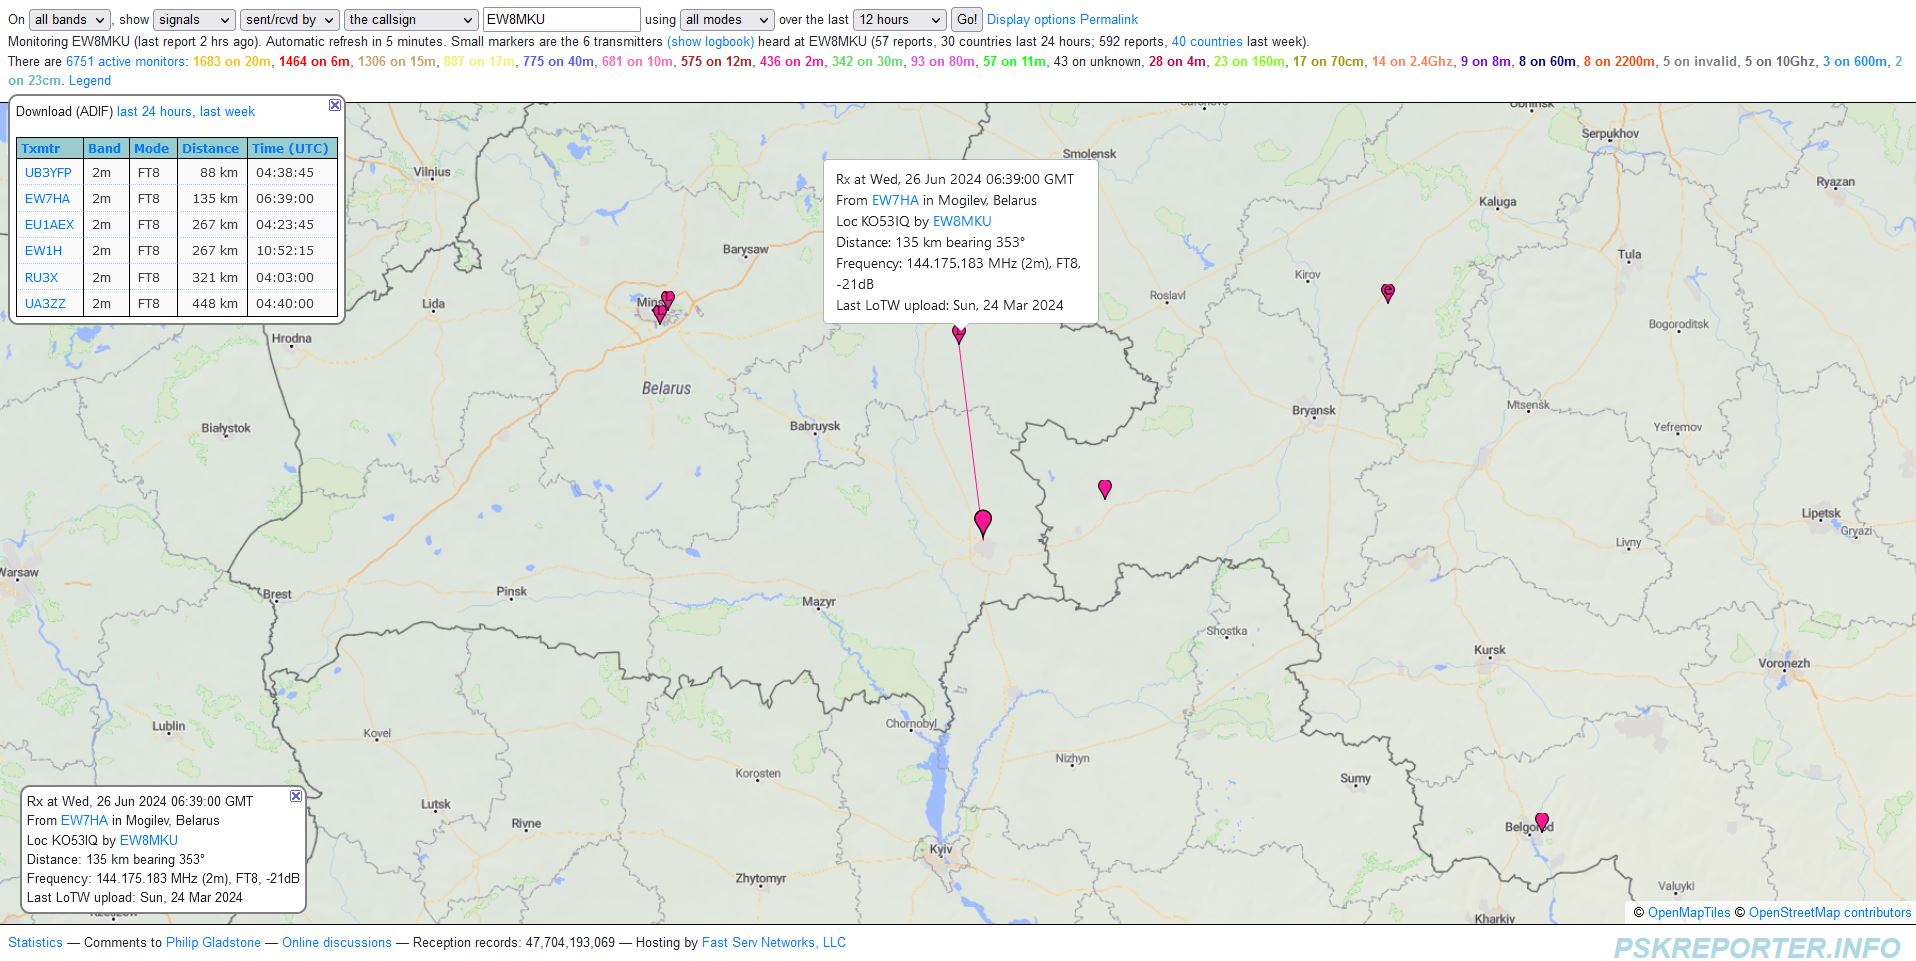 On all bands , show signals sent/rcvd by the callsign EW8MKU using all modes over the last 12 hours Go! Display options Permalink
Monitoring EW8MKU (last report 2 hrs ago). Automatic refresh in 5 minutes. Small markers are the 6 transmitters (show logbook) heard at EW8MKU (57 reports, 30 countries last 24 hours; 592 reports, 40 countries last week).
There are 6751 active monitors: 1683 on 20m, 1464 on 6m, 1306 on 15m, 887 on 17m, 775 on 40m, 681 on 10m, 575 on 12m, 436 on 2m, 342 on 30m, 93 on 80m, 57 on 11m, 43 on unknown, 28 on 4m, 23 on 160m, 17 on 70cm, 14 on 2.4Ghz, 9 on 8m, 8 on 60m, 8 on 2200m, 5 on invalid, 5 on 10Ghz, 3 on 600m, 2
on 23cm. Legend
Download (ADIF) last 24 hours, last week
Txmtr Band Mode Distance Time (UTC)
UB3YFP 2m FT8 88 km 04:38:45
EW7HA 2m FT8 135 km 06:39:00
EU1AEX 2m FT8 267 km 04:23:45
EW1H 2m FT8 267 km 10:52:15
RU3X 2m FT8 321 km 04:03:00
UA3ZZ 2m FT8 448 km 04:40:00
Rx at Wed, 26 Jun 2024 06:39:00 GMT
From EW7HA in Mogilev, Belarus
Loc KO53IQ by EW8MKU
Distance: 135 km bearing 353°
Frequency: 144.175.183 MHz (2m), FT8,
-21dB
Last LoTW upload: Sun, 24 Mar 2024
Obninsk
Serpukhov
Smolensk
Vilnius
Ryazan
Kaluga
Barysaw
Tula
Kirov
Roslavl
Lida
Minsk
Bogoroditsk
Hrodna
Belarus
Mtsensk
Bryansk
Babruysk
Białystok
Yefremov
Lipetsk
Gryazi
Livny
Warsaw
Pinsk
Brest
Mazyr
Shostka
Kursk
Voronezh
Chornobyl
Lublin
Kovel
Nizhyn
Korosten
Sumy
Lutsk
Rivne
Belgorod
Kyiv
Zhytomyr
Valuyki
Kharkiv
Rzeszów
Rx at Wed, 26 Jun 2024 06:39:00 GMT
From EW7HA in Mogilev, Belarus
Loc KO53IQ by EW8MKU
Distance: 135 km bearing 353°
Frequency: 144.175.183 MHz (2m), FT8, -21dB
Last LoTW upload: Sun, 24 Mar 2024
© OpenMapTiles © OpenStreetMap contributors
Statistics — Comments to Philip Gladstone — Online discussions — Reception records: 47,704,193,069 — Hosting by Fast Serv Networks, LLC
PSKREPORTER.INFO